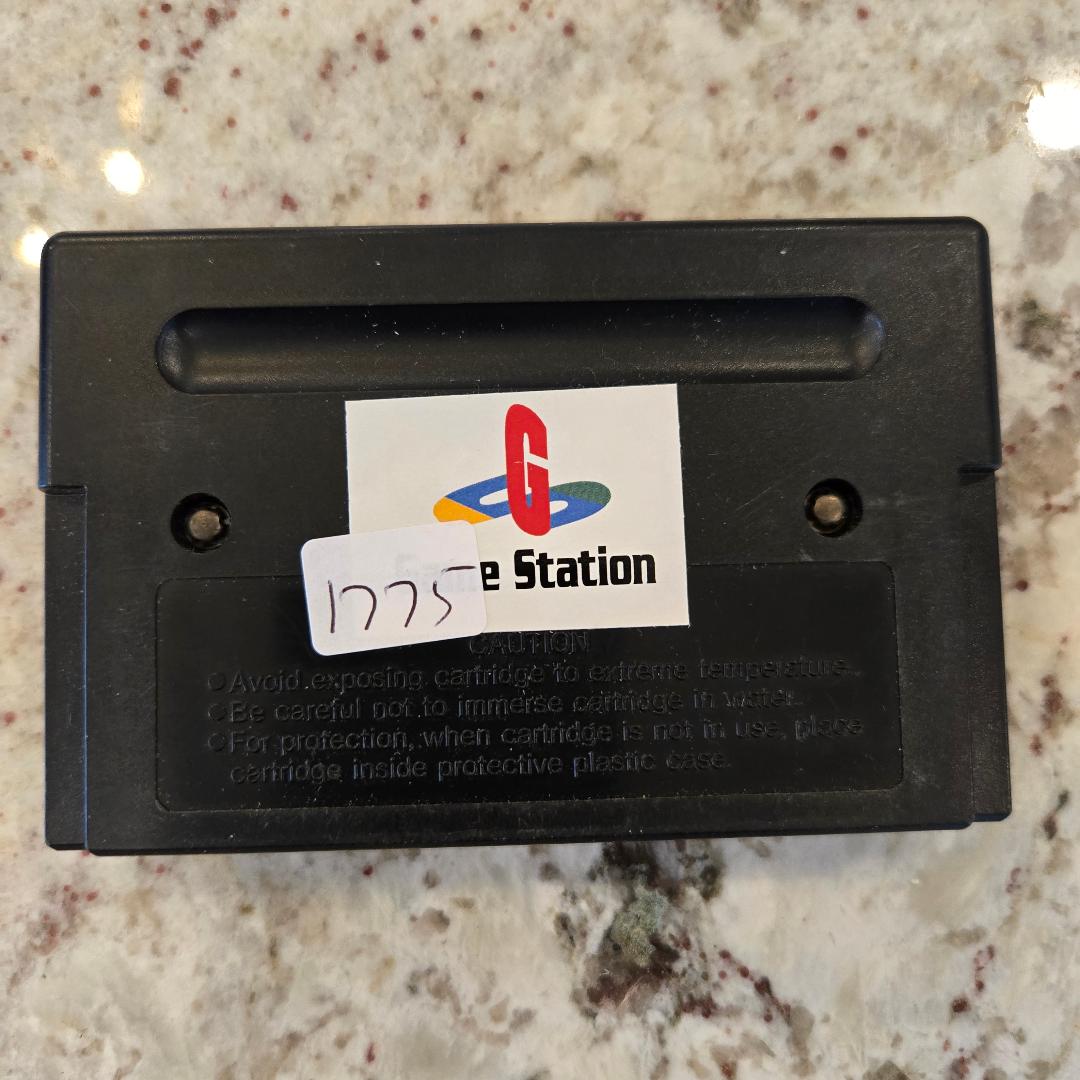 G
Game Station
1775
CAUTION
Avoid exposing cartridge to extreme temperature.
Be careful not to immerse cartridge in water.
For protection, when cartridge is not in use, place
cartridge inside protective plastic case.